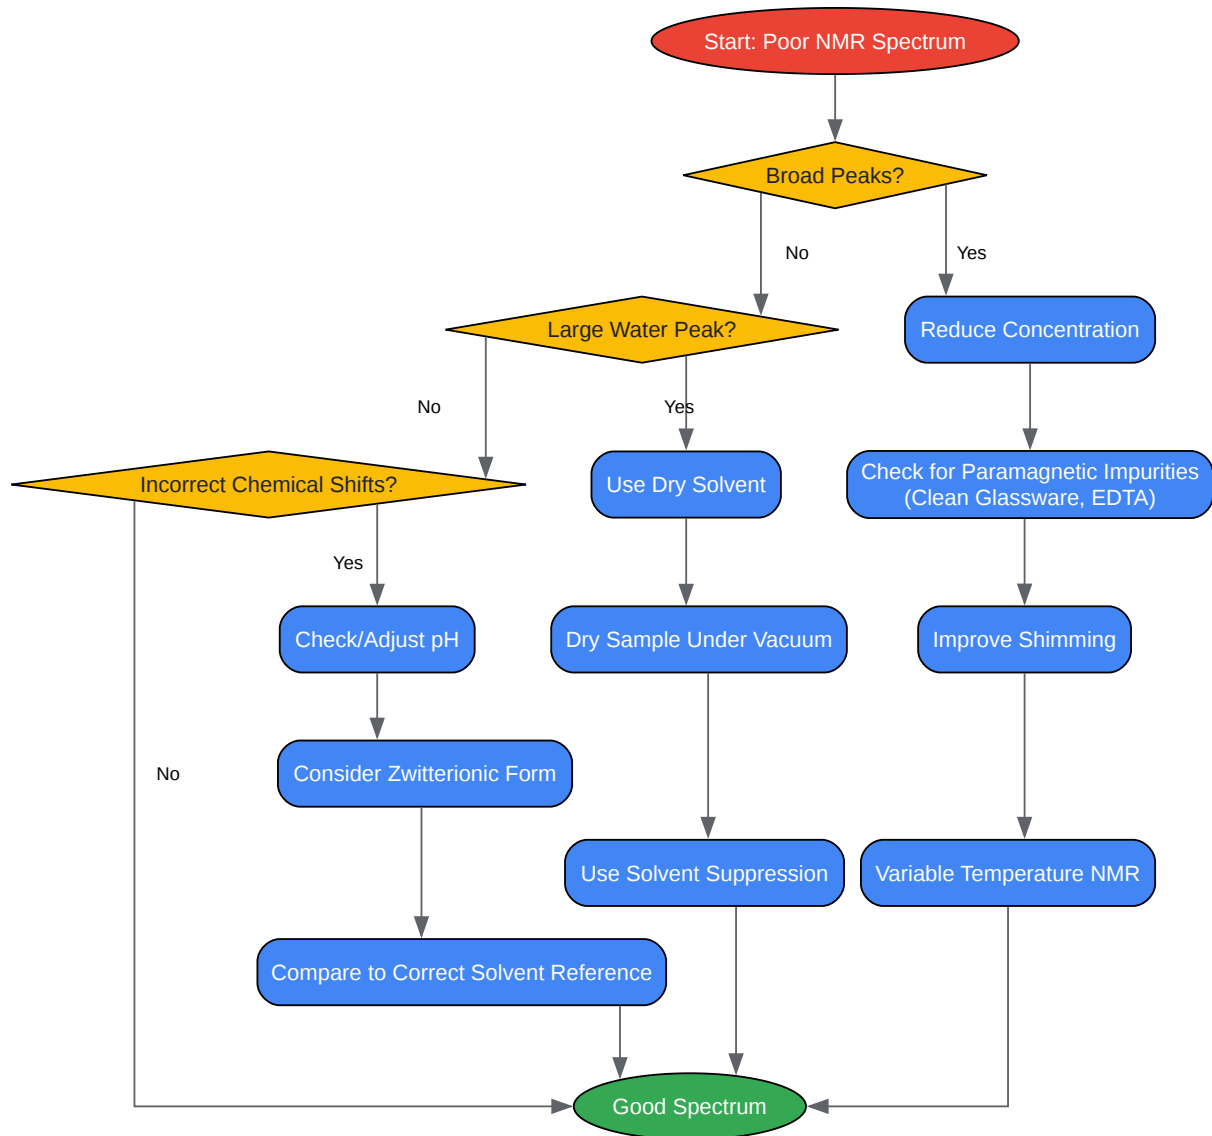 Start: Poor NMR Spectrum
Broad Peaks?
No
Yes
Large Water Peak?
Reduce Concentration
No
Yes
Incorrect Chemical Shifts?
Use Dry Solvent
Check for Paramagnetic Impurities
(Clean Glassware, EDTA)
Yes
Check/Adjust pH
Dry Sample Under Vacuum
Improve Shimming
No
Consider Zwitterionic Form
Use Solvent Suppression
Variable Temperature NMR
Compare to Correct Solvent Reference
Good Spectrum